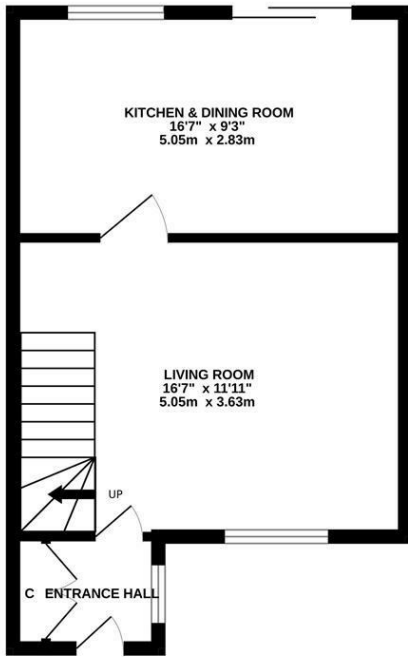 KITCHEN & DINING ROOM
16'7" x 9'3"
5.05m x 2.83m
LIVING ROOM
16'7" x 11'11"
5.05m x 3.63m
UP
C ENTRANCE HALL